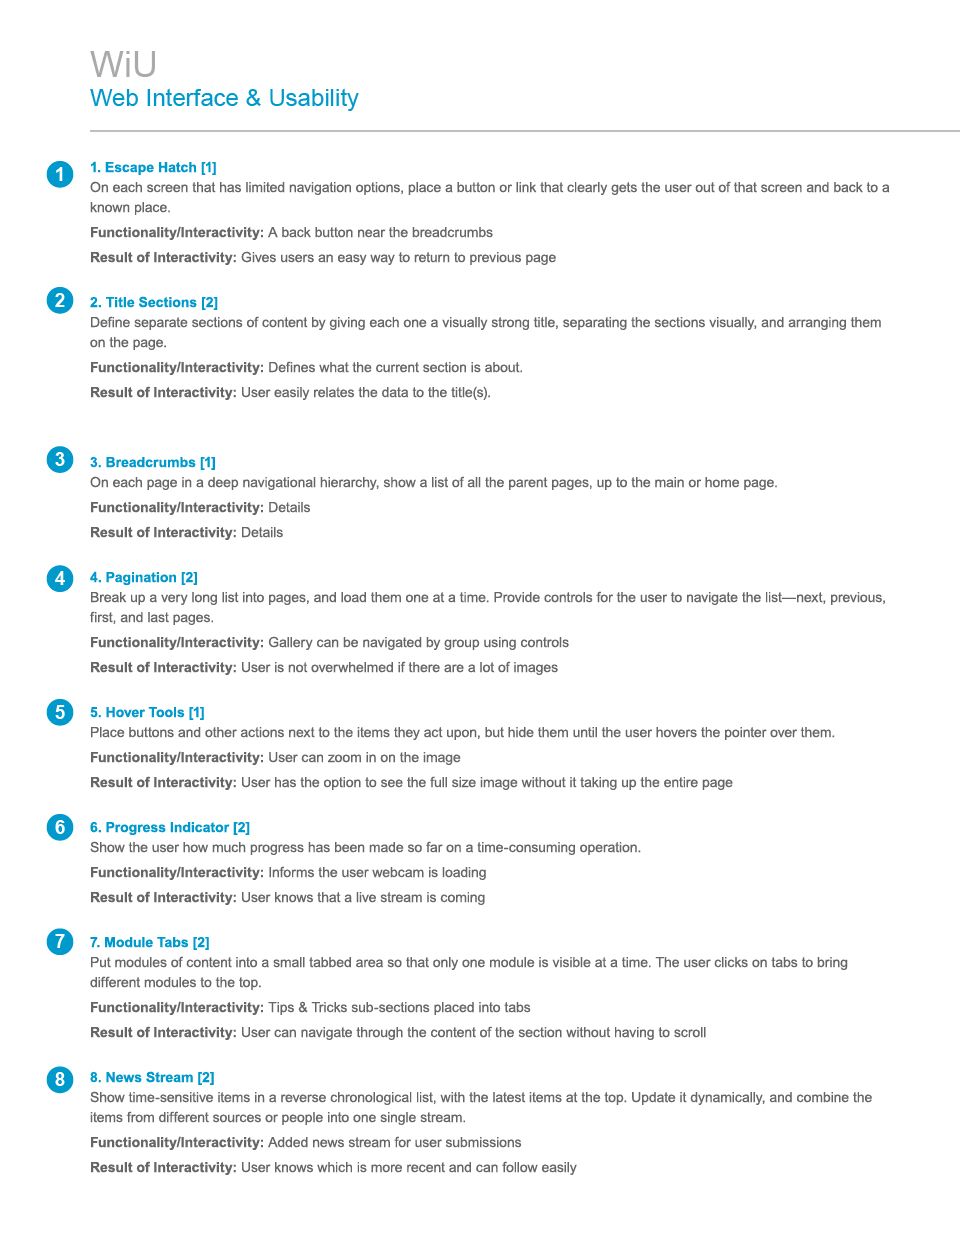 WiU
Web Interface & Usability
1
1. Escape Hatch [1]
On each screen that has limited navigation options, place a button or link that clearly gets the user out of that screen and back to a
known place.
Functionality/Interactivity: A back button near the breadcrumbs
Result of Interactivity: Gives users an easy way to return to previous page
2
2. Title Sections [2]
Define separate sections of content by giving each one a visually strong title, separating the sections visually, and arranging them
on the page.
Functionality/Interactivity: Defines what the current section is about.
Result of Interactivity: User easily relates the data to the title(s).
3
3. Breadcrumbs [1]
On each page in a deep navigational hierarchy, show a list of all the parent pages, up to the main or home page.
Functionality/Interactivity: Details
Result of Interactivity: Details
4
4. Pagination [2]
Break up a very long list into pages, and load them one at a time. Provide controls for the user to navigate the list—next, previous,
first, and last pages.
Functionality/Interactivity: Gallery can be navigated by group using controls
Result of Interactivity: User is not overwhelmed if there are a lot of images
5
5. Hover Tools [1]
Place buttons and other actions next to the items they act upon, but hide them until the user hovers the pointer over them.
Functionality/Interactivity: User can zoom in on the image
Result of Interactivity: User has the option to see the full size image without it taking up the entire page
6
6. Progress Indicator [2]
Show the user how much progress has been made so far on a time-consuming operation.
Functionality/Interactivity: Informs the user webcam is loading
Result of Interactivity: User knows that a live stream is coming
7
7. Module Tabs [2]
Put modules of content into a small tabbed area so that only one module is visible at a time. The user clicks on tabs to bring
different modules to the top.
Functionality/Interactivity: Tips & Tricks sub-sections placed into tabs
Result of Interactivity: User can navigate through the content of the section without having to scroll
8
8. News Stream [2]
Show time-sensitive items in a reverse chronological list, with the latest items at the top. Update it dynamically, and combine the
items from different sources or people into one single stream.
Functionality/Interactivity: Added news stream for user submissions
Result of Interactivity: User knows which is more recent and can follow easily